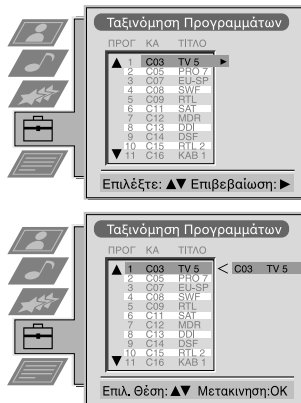 Ταξινόμηση Προγραμμάτων
ΠΡΟΓ ΚΑ ΤΙΤΛΟ
▲ 1 C03 TV 5 ►
2 C05 PRO 7
3 C07 EU-SP
4 C08 SWF
5 C09 RTL
6 C11 SAT
7 C12 MDR
8 C13 DDI
9 C14 DSF
10 C15 RTL 2
▼ 11 C16 KAB 1
Επιλέξτε: ▲▼ Επιβεβαίωση: ►
Ταξινόμηση Προγραμμάτων
ΠΡΟΓ ΚΑ ΤΙΤΛΟ
▲ 1 C03 TV 5 < C03 TV 5
2 C05 PRO 7
3 C07 EU-SP
4 C08 SWF
5 C09 RTL
6 C11 SAT
7 C12 MDR
8 C13 DDI
9 C14 DSF
10 C15 RTL 2
▼ 11 C16 KAB 1
Επιλ. Θέση: ▲▼ Μετακινηση:OK